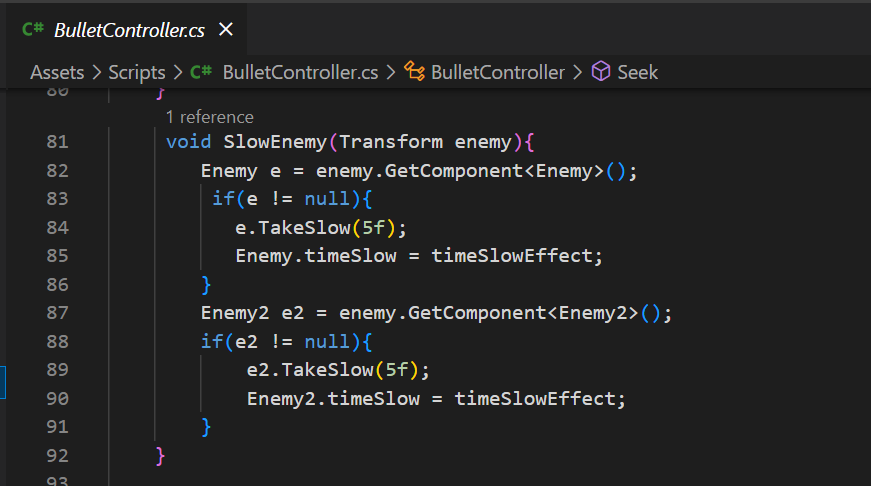 C# BulletController.cs ×
Assets > Scripts > C# BulletController.cs > BulletController > Seek
80 }
1 reference
81 void SlowEnemy(Transform enemy){
82 Enemy e = enemy.GetComponent<Enemy>();
83 if(e != null){
84 e.TakeSlow(5f);
85 Enemy.timeSlow = timeSlowEffect;
86 }
87 Enemy2 e2 = enemy.GetComponent<Enemy2>();
88 if(e2 != null){
89 e2.TakeSlow(5f);
90 Enemy2.timeSlow = timeSlowEffect;
91 }
92 }
93